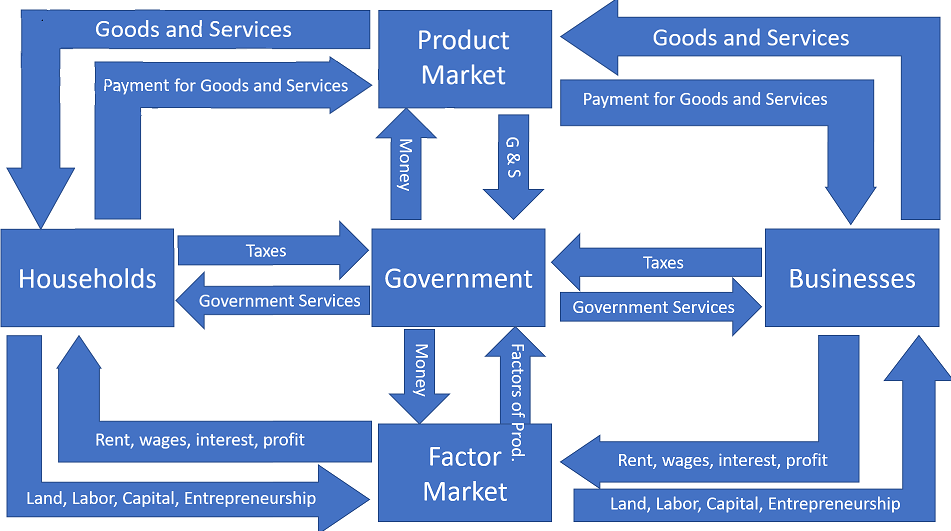 Goods and Services
Product
Market
Goods and Services
Payment for Goods and Services
Payment for Goods and Services
Money
G & S
Households
Taxes
Government Services
Government
Taxes
Government Services
Businesses
Money
Factors of Prod.
Rent, wages, interest, profit
Land, Labor, Capital, Entrepreneurship
Factor
Market
Rent, wages, interest, profit
Land, Labor, Capital, Entrepreneurship